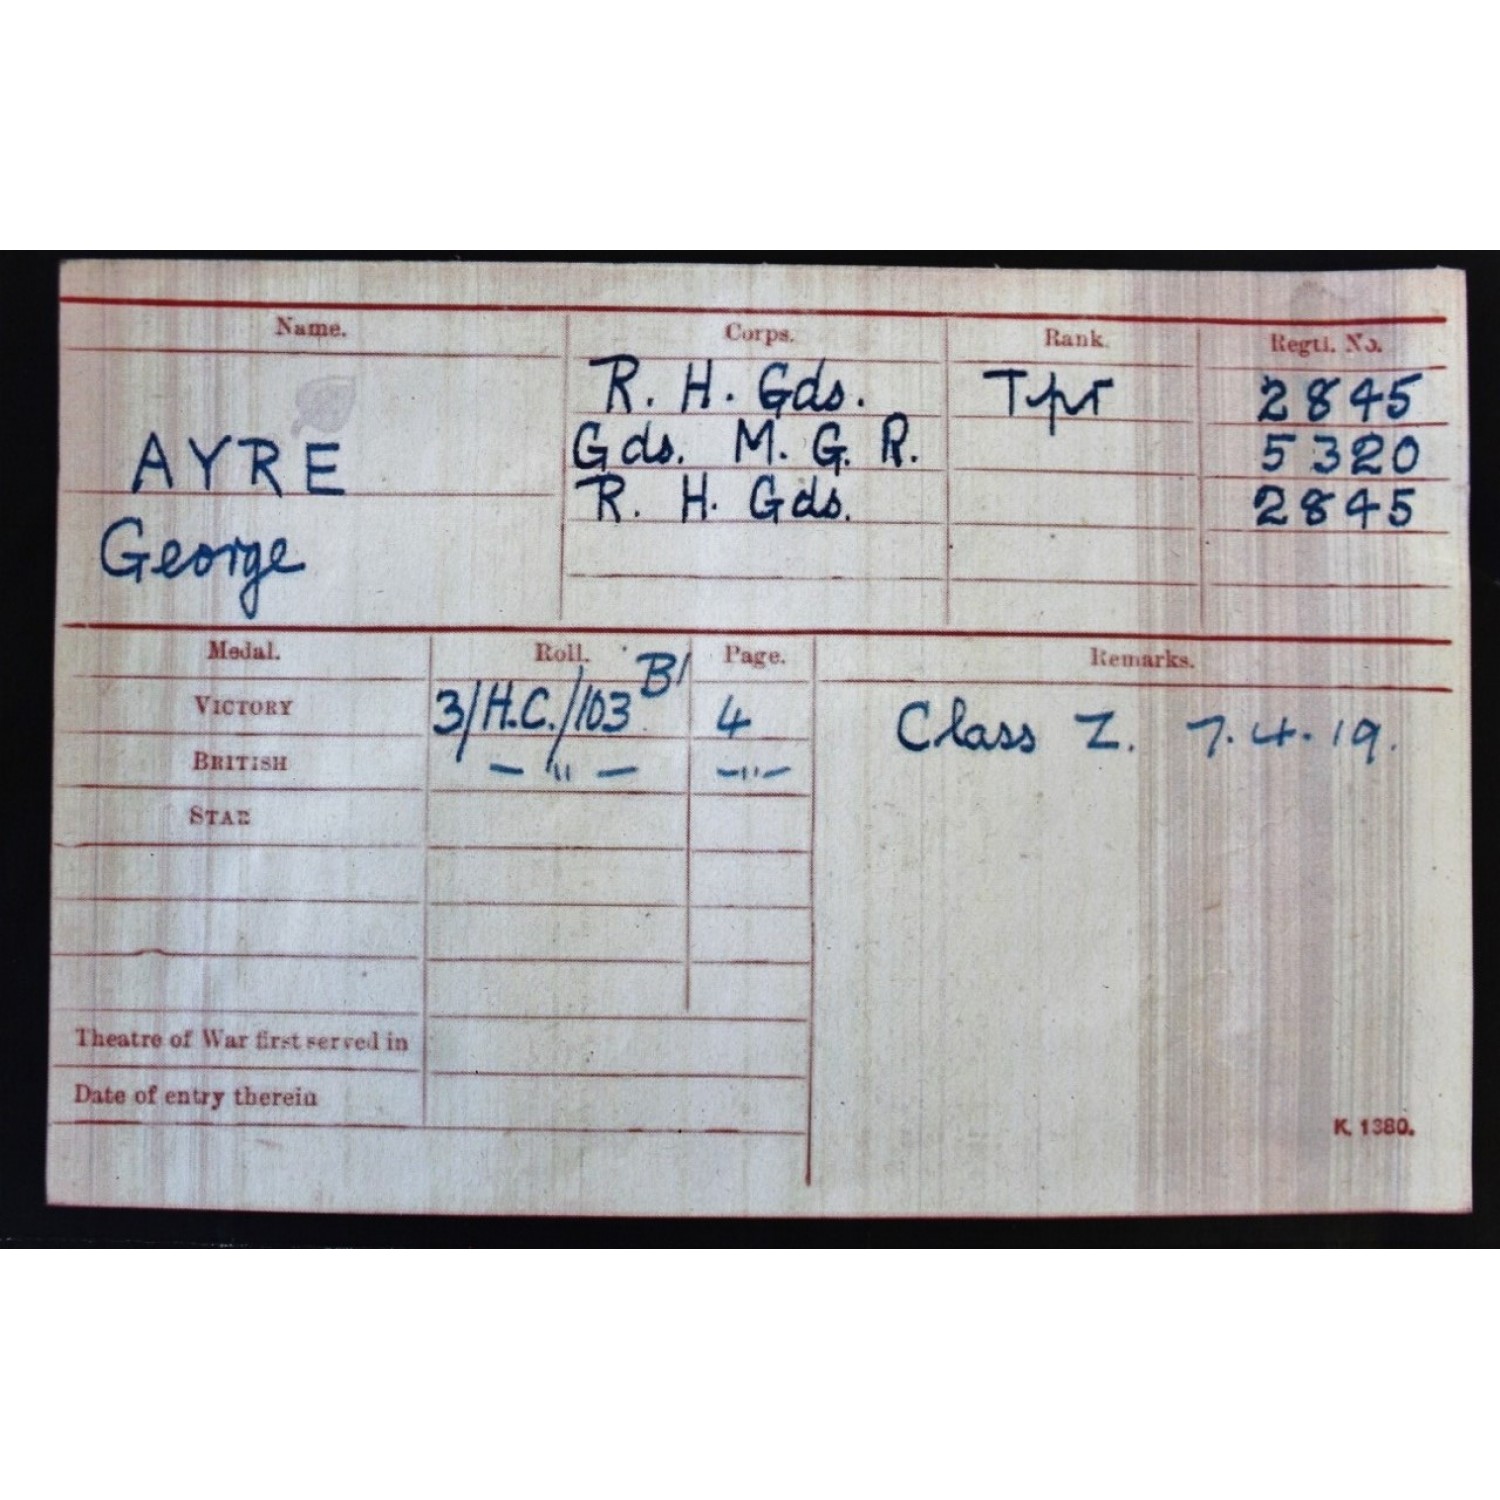 Name. Corps. Rank. Regtl. No.
R. H. Gds. Tpr 2845
AYRE Gds. M. G. R. 5320
R. H. Gds. 2845
George
Medal. Roll. Page. Remarks.
VICTORY 3/H.C./103 B1 4 Class Z. 7.4.19.
BRITISH — " — — " —
STAR
Theatre of War first served in
Date of entry therein
K. 1380.